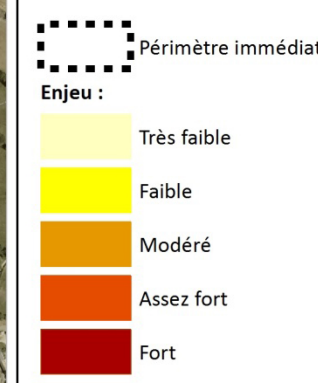 Périmètre immédiat
Enjeu :
Très faible
Faible
Modéré
Assez fort
Fort